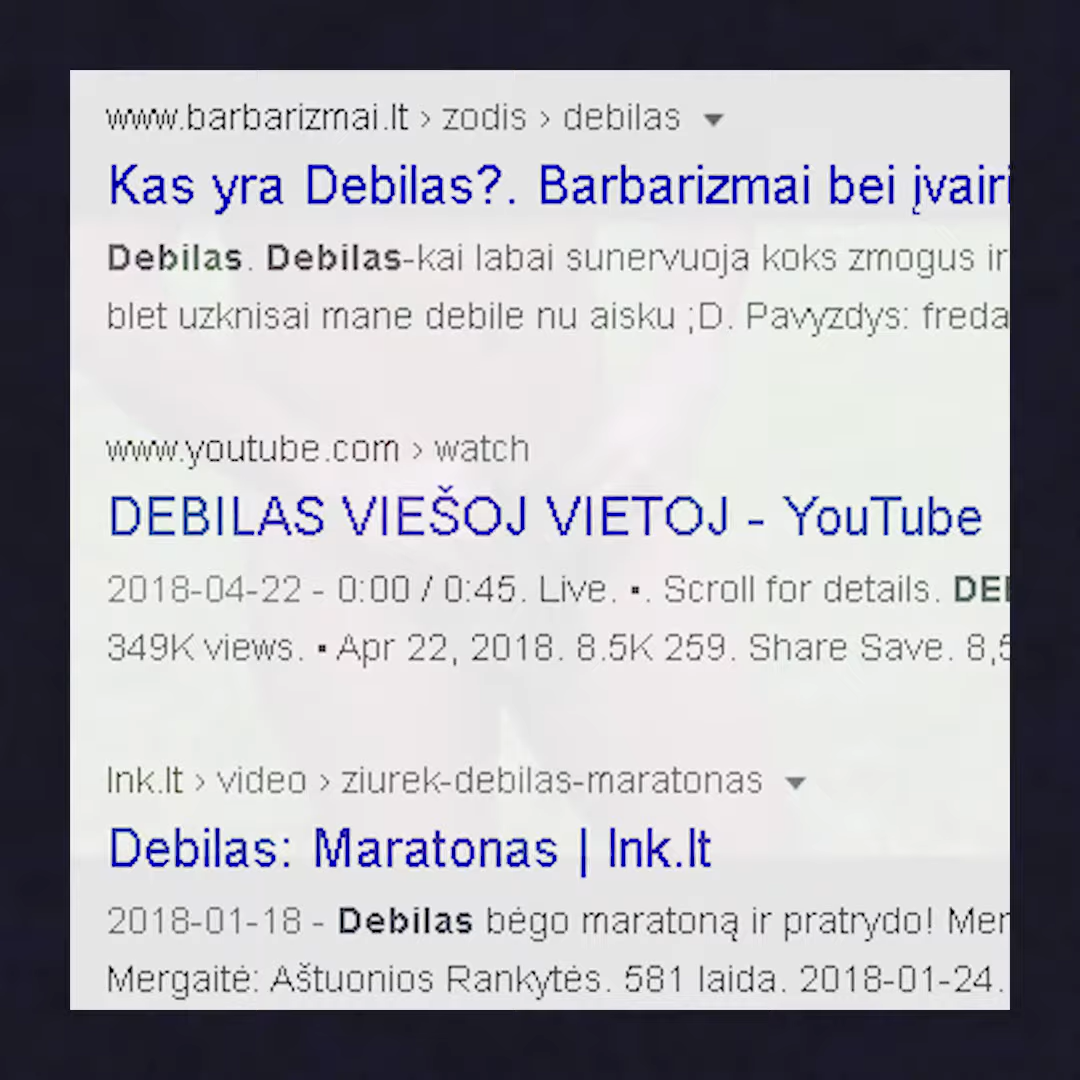 www.barbarizmai.lt › zodis › debilas
Kas yra Debilas?. Barbarizmai bei įvairi
Debilas. Debilas-kai labai sunervuoja koks zmogus ir
blet uzknisai mane debile nu aisku ;D. Pavyzdys: freda
www.youtube.com › watch
DEBILAS VIEŠOJ VIETOJ - YouTube
2018-04-22 - 0:00 / 0:45. Live. ▪. Scroll for details. DEB
349K views. ▪ Apr 22, 2018. 8.5K 259. Share Save. 8,5
lnk.lt › video › ziurek-debilas-maratonas
Debilas: Maratonas | lnk.lt
2018-01-18 - Debilas bėgo maratoną ir pratrydo! Mer
Mergaitė: Aštuonios Rankytės. 581 laida. 2018-01-24.